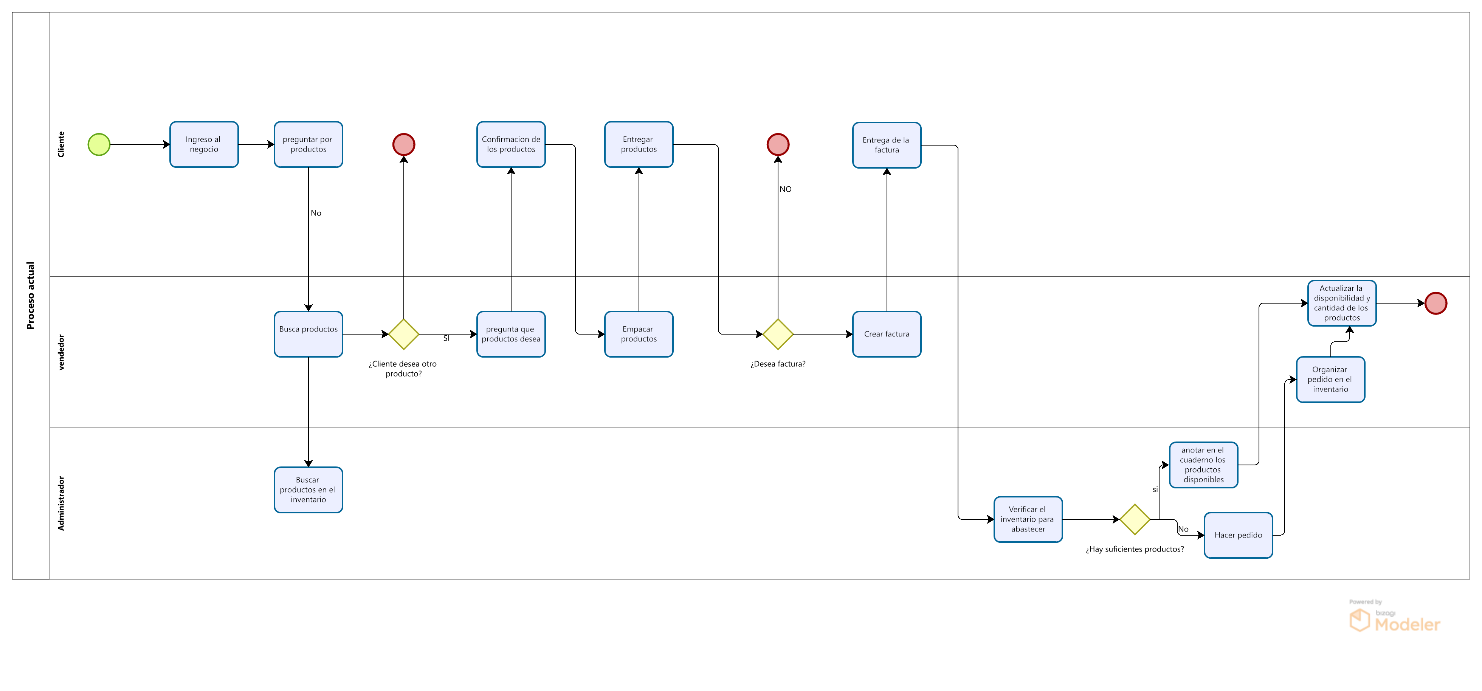 Proceso actual
Cliente
Ingreso al
negocio
preguntar por
productos
Confirmacion de
los productos
Entregar
productos
Entrega de la
factura
No
NO
vendedor
Busca productos
¿Cliente desea otro
producto?
SI
pregunta que
productos desea
Empacar
productos
¿Desea factura?
Crear factura
Actualizar la
disponibilidad y
cantidad de los
productos
Organizar
pedido en el
inventario
Administrador
Buscar
productos en el
inventario
Verificar el
inventario para
abastecer
¿Hay suficientes productos?
si
anotar en el
cuaderno los
productos
disponibles
No
Hacer pedido
Powered by
bizagi
Modeler